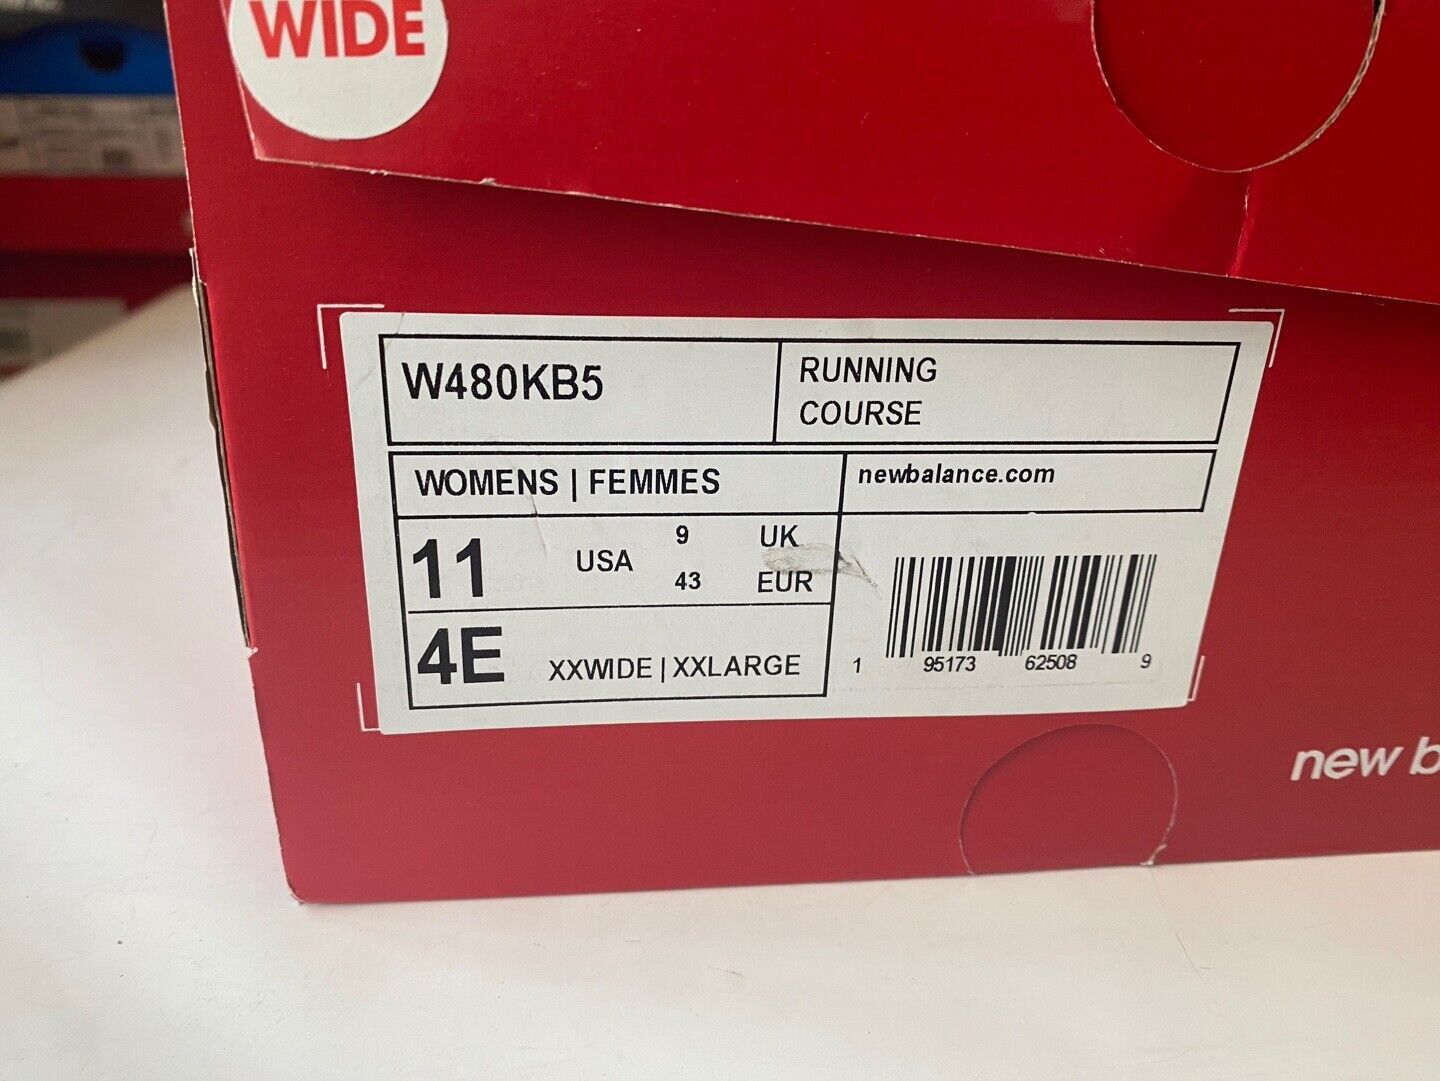 WIDE
W480KB5
RUNNING
COURSE
WOMENS | FEMMES
newbalance.com
11 USA 9 UK
43 EUR
4E XXWIDE | XXLARGE
1 95173 62508 9
new b